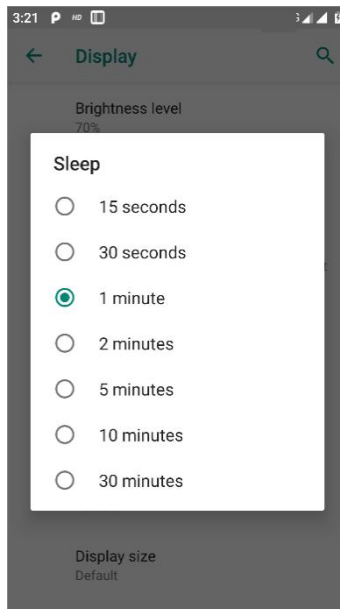 3:21 P HD
Display
Brightness level
70%
Sleep
15 seconds
30 seconds
1 minute
2 minutes
5 minutes
10 minutes
30 minutes
Display size
Default